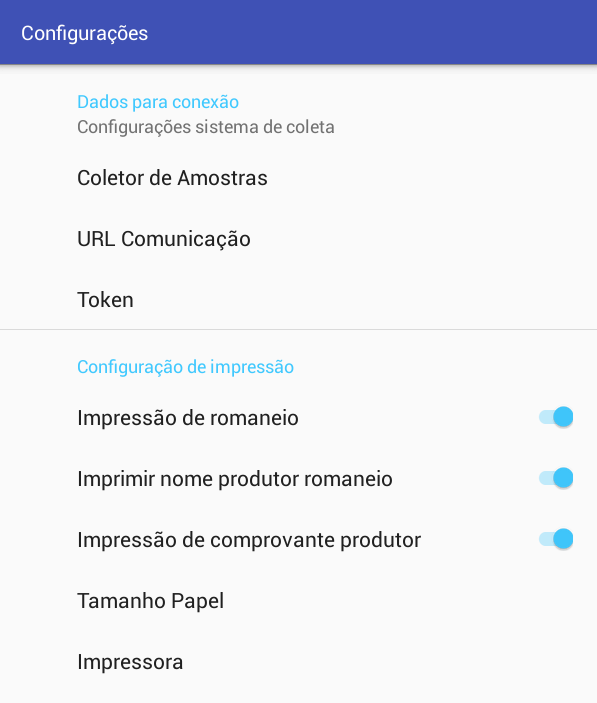 Configurações
Dados para conexão
Configurações sistema de coleta
Coletor de Amostras
URL Comunicação
Token
Configuração de impressão
Impressão de romaneio
Imprimir nome produtor romaneio
Impressão de comprovante produtor
Tamanho Papel
Impressora